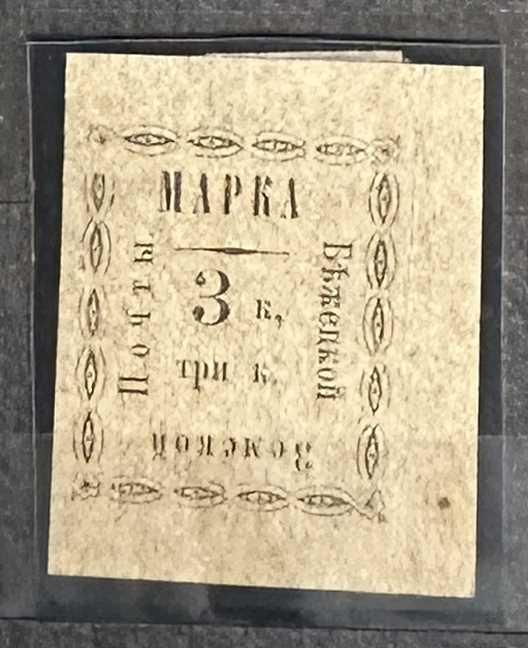 МАРКА
Почты
Бѣжецкой
Земской
3 к,
три к.